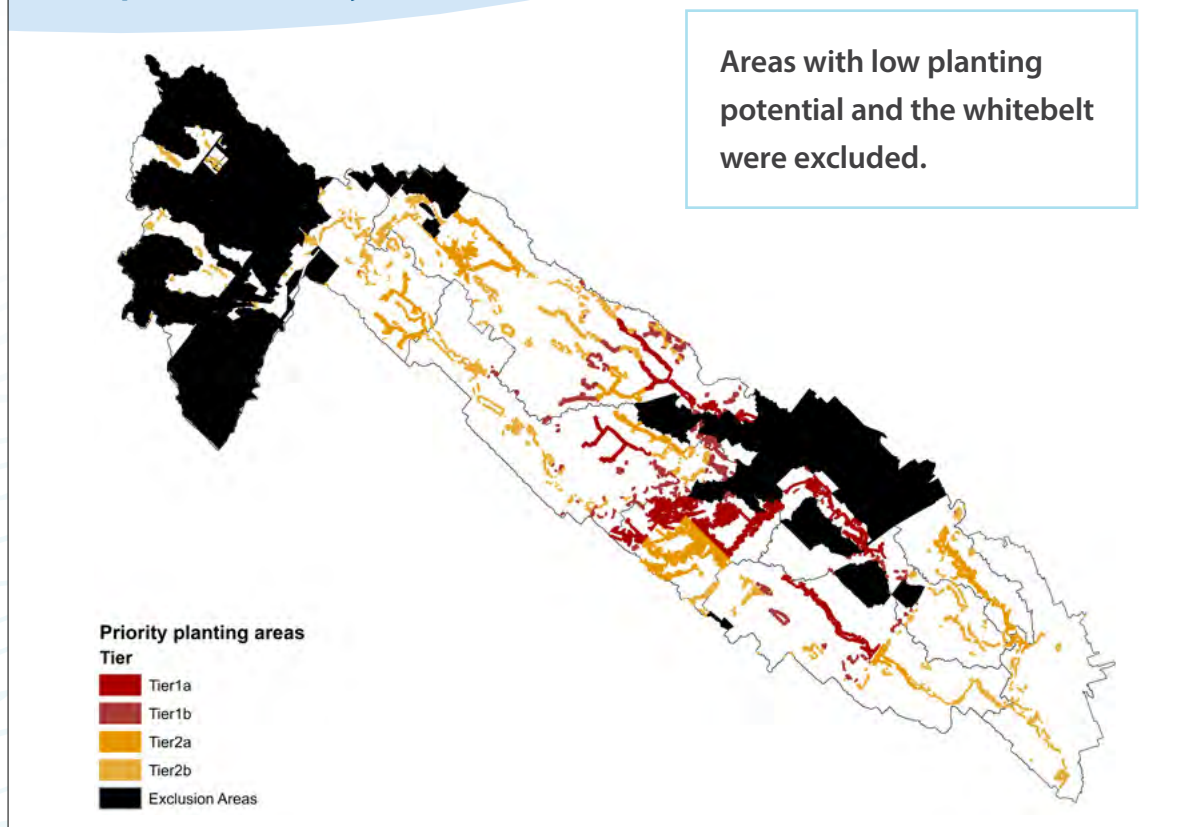 Areas with low planting
potential and the whitebelt
were excluded.
Priority planting areas
Tier
Tier1a
Tier1b
Tier2a
Tier2b
Exclusion Areas